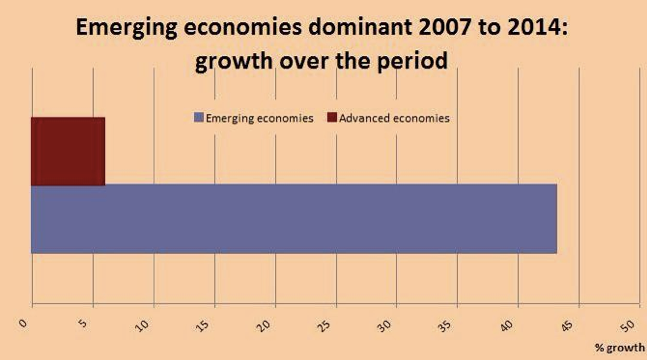 Emerging economies dominant 2007 to 2014:
growth over the period
Emerging economies Advanced economies
0 5 10 15 20 25 30 35 40 45 50
% growth